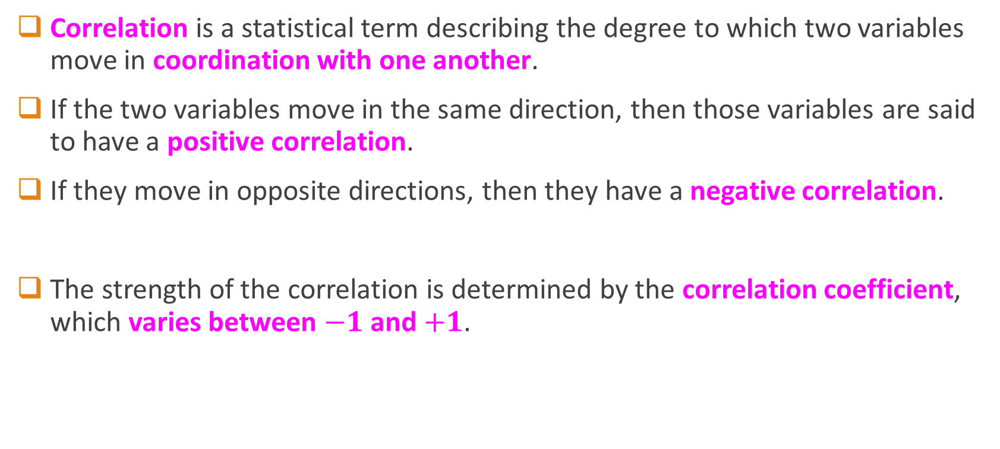 Correlation is a statistical term describing the degree to which two variables
move in coordination with one another.
If the two variables move in the same direction, then those variables are said
to have a positive correlation.
If they move in opposite directions, then they have a negative correlation.
The strength of the correlation is determined by the correlation coefficient,
which varies between −1 and +1.